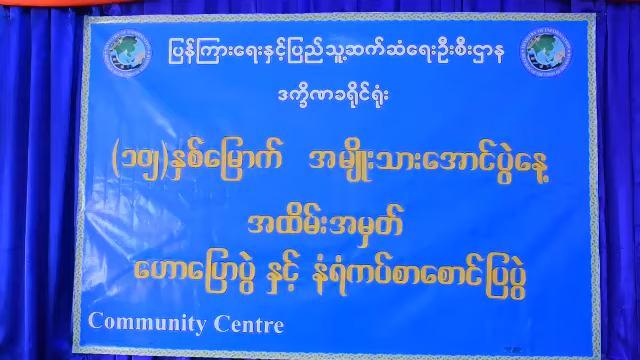 ပြန်ကြားရေးနှင့်ပြည်သူ့ဆက်ဆံရေးဦးစီးဌာန
ဒက္ခိဏခရိုင်ရုံး
(၁၅)နှစ်မြောက် အမျိုးသားအောင်ပွဲနေ့
အထိမ်းအမှတ်
ဟောပြောပွဲ နှင့် နံရံကပ်စာစောင်ပြပွဲ
Community Centre